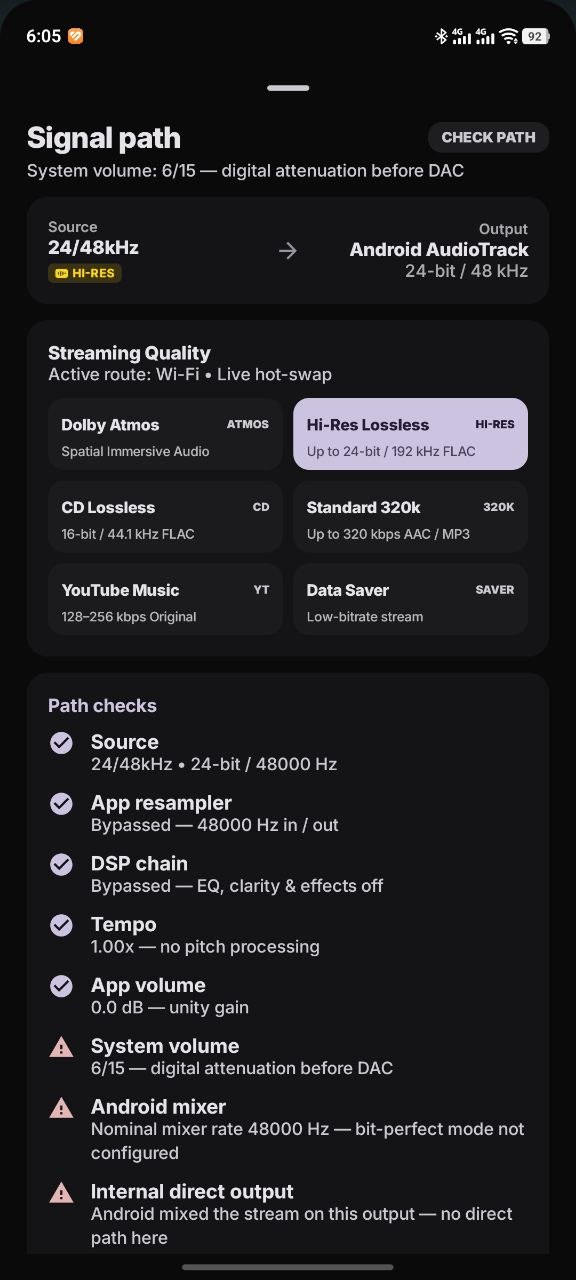 6:05
4G 4G 92
Signal path
CHECK PATH
System volume: 6/15 — digital attenuation before DAC
Source
24/48kHz
HI-RES
→
Output
Android AudioTrack
24-bit / 48 kHz
Streaming Quality
Active route: Wi-Fi • Live hot-swap
Dolby Atmos ATMOS
Spatial Immersive Audio
Hi-Res Lossless HI-RES
Up to 24-bit / 192 kHz FLAC
CD Lossless CD
16-bit / 44.1 kHz FLAC
Standard 320k 320K
Up to 320 kbps AAC / MP3
YouTube Music YT
128–256 kbps Original
Data Saver SAVER
Low-bitrate stream
Path checks
Source
24/48kHz • 24-bit / 48000 Hz
App resampler
Bypassed — 48000 Hz in / out
DSP chain
Bypassed — EQ, clarity & effects off
Tempo
1.00x — no pitch processing
App volume
0.0 dB — unity gain
System volume
6/15 — digital attenuation before DAC
Android mixer
Nominal mixer rate 48000 Hz — bit-perfect mode not
configured
Internal direct output
Android mixed the stream on this output — no direct
path here